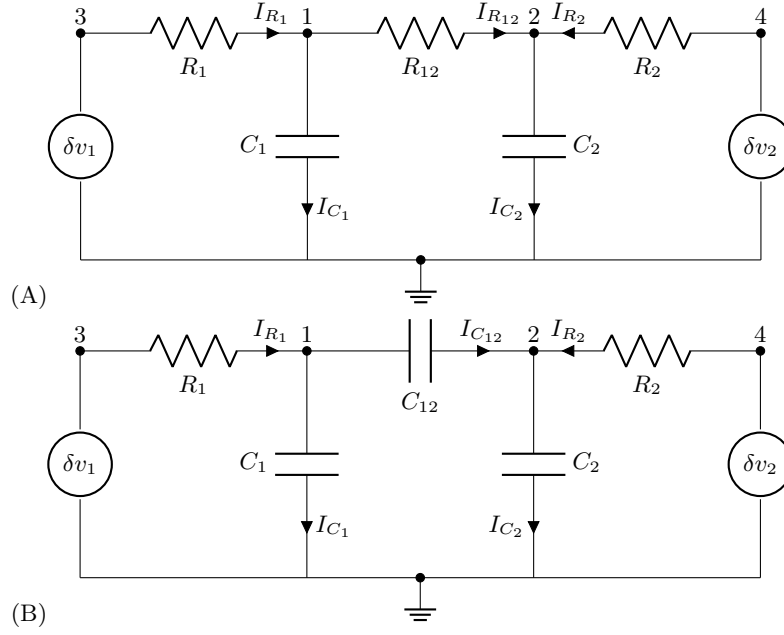 3 I_{R_1} 1 I_{R_{12}} 2 I_{R_2} 4
R_1 R_{12} R_2
δv_1 C_1 C_2 δv_2
I_{C_1} I_{C_2}
(A)
3 I_{R_1} 1 I_{C_{12}} 2 I_{R_2} 4
R_1 C_{12} R_2
δv_1 C_1 C_2 δv_2
I_{C_1} I_{C_2}
(B)